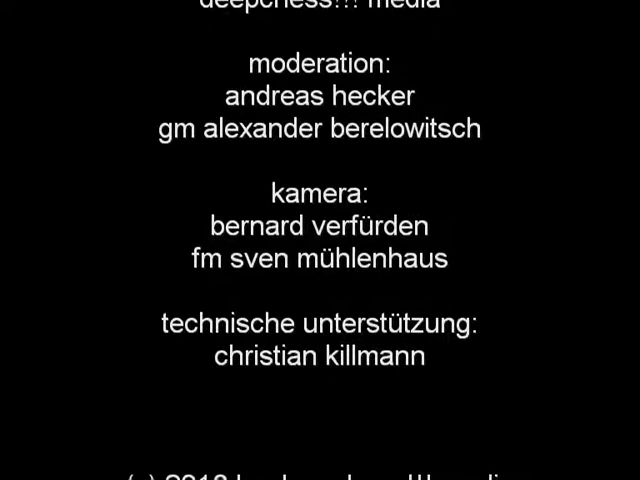 deepchess!!! media
moderation:
andreas hecker
gm alexander berelowitsch
kamera:
bernard verfürden
fm sven mühlenhaus
technische unterstützung:
christian killmann